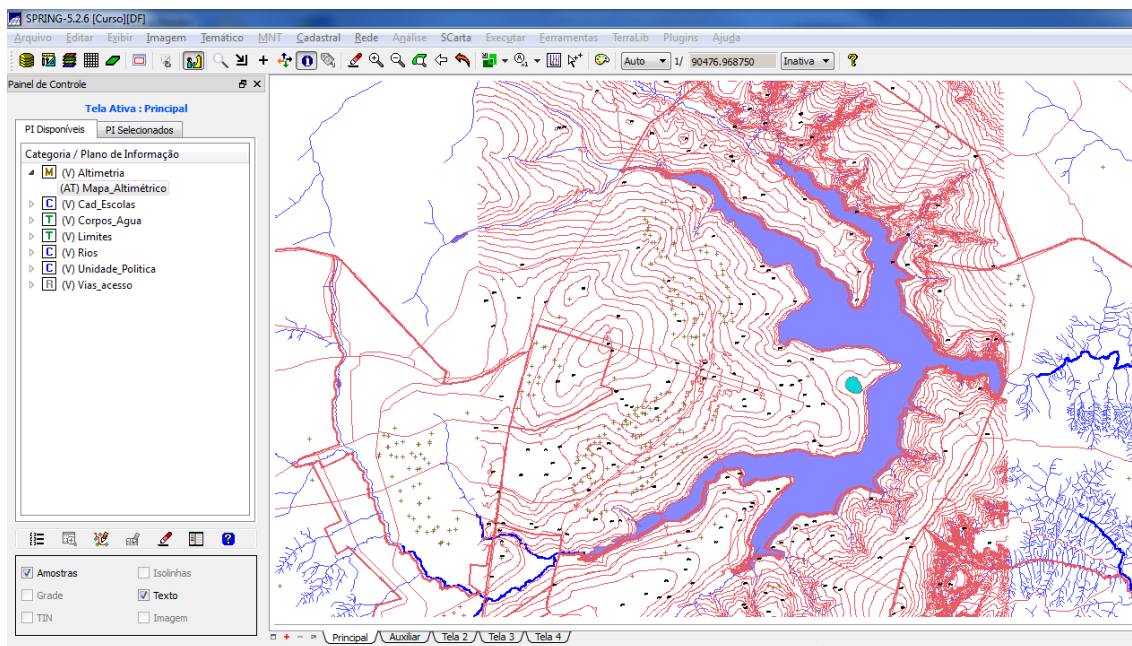 SPRING-5.2.6 [Curso][DF]
Arquivo Editar Exibir Imagem Temático MNT Cadastral Rede Análise SCarta Executar Ferramentas TerraLib Plugins Ajuda
Auto 1/ 90476.968750 Inativa
Painel de Controle
Tela Ativa : Principal
PI Disponíveis PI Selecionados
Categoria / Plano de Informação
M (V) Altimetria
(AT) Mapa_Altimétrico
C (V) Cad_Escolas
T (V) Corpos_Agua
T (V) Limites
C (V) Rios
C (V) Unidade_Politica
R (V) Vias_acesso
Amostras Isolinhas
Grade Texto
TIN Imagem
Principal Auxiliar Tela 2 Tela 3 Tela 4